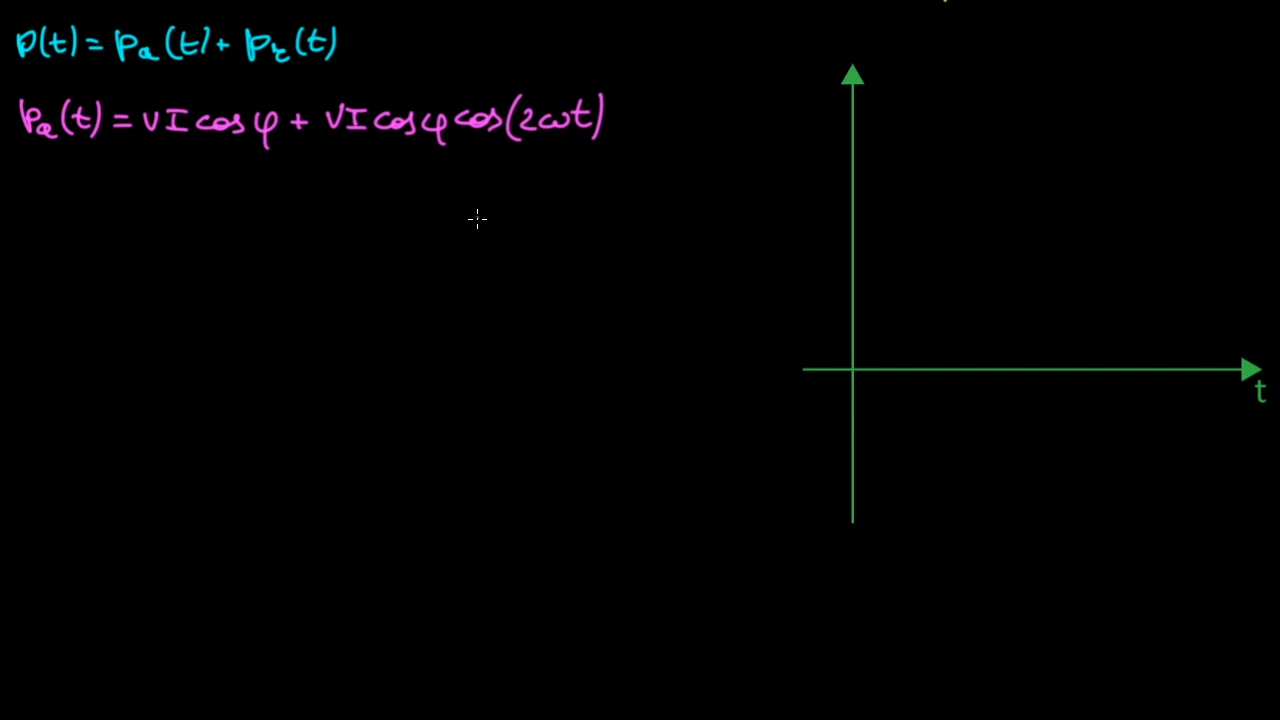 p(t) = pa(t) + pr(t)
pa(t) = VI cos φ + VI cos φ cos(2ωt)
t